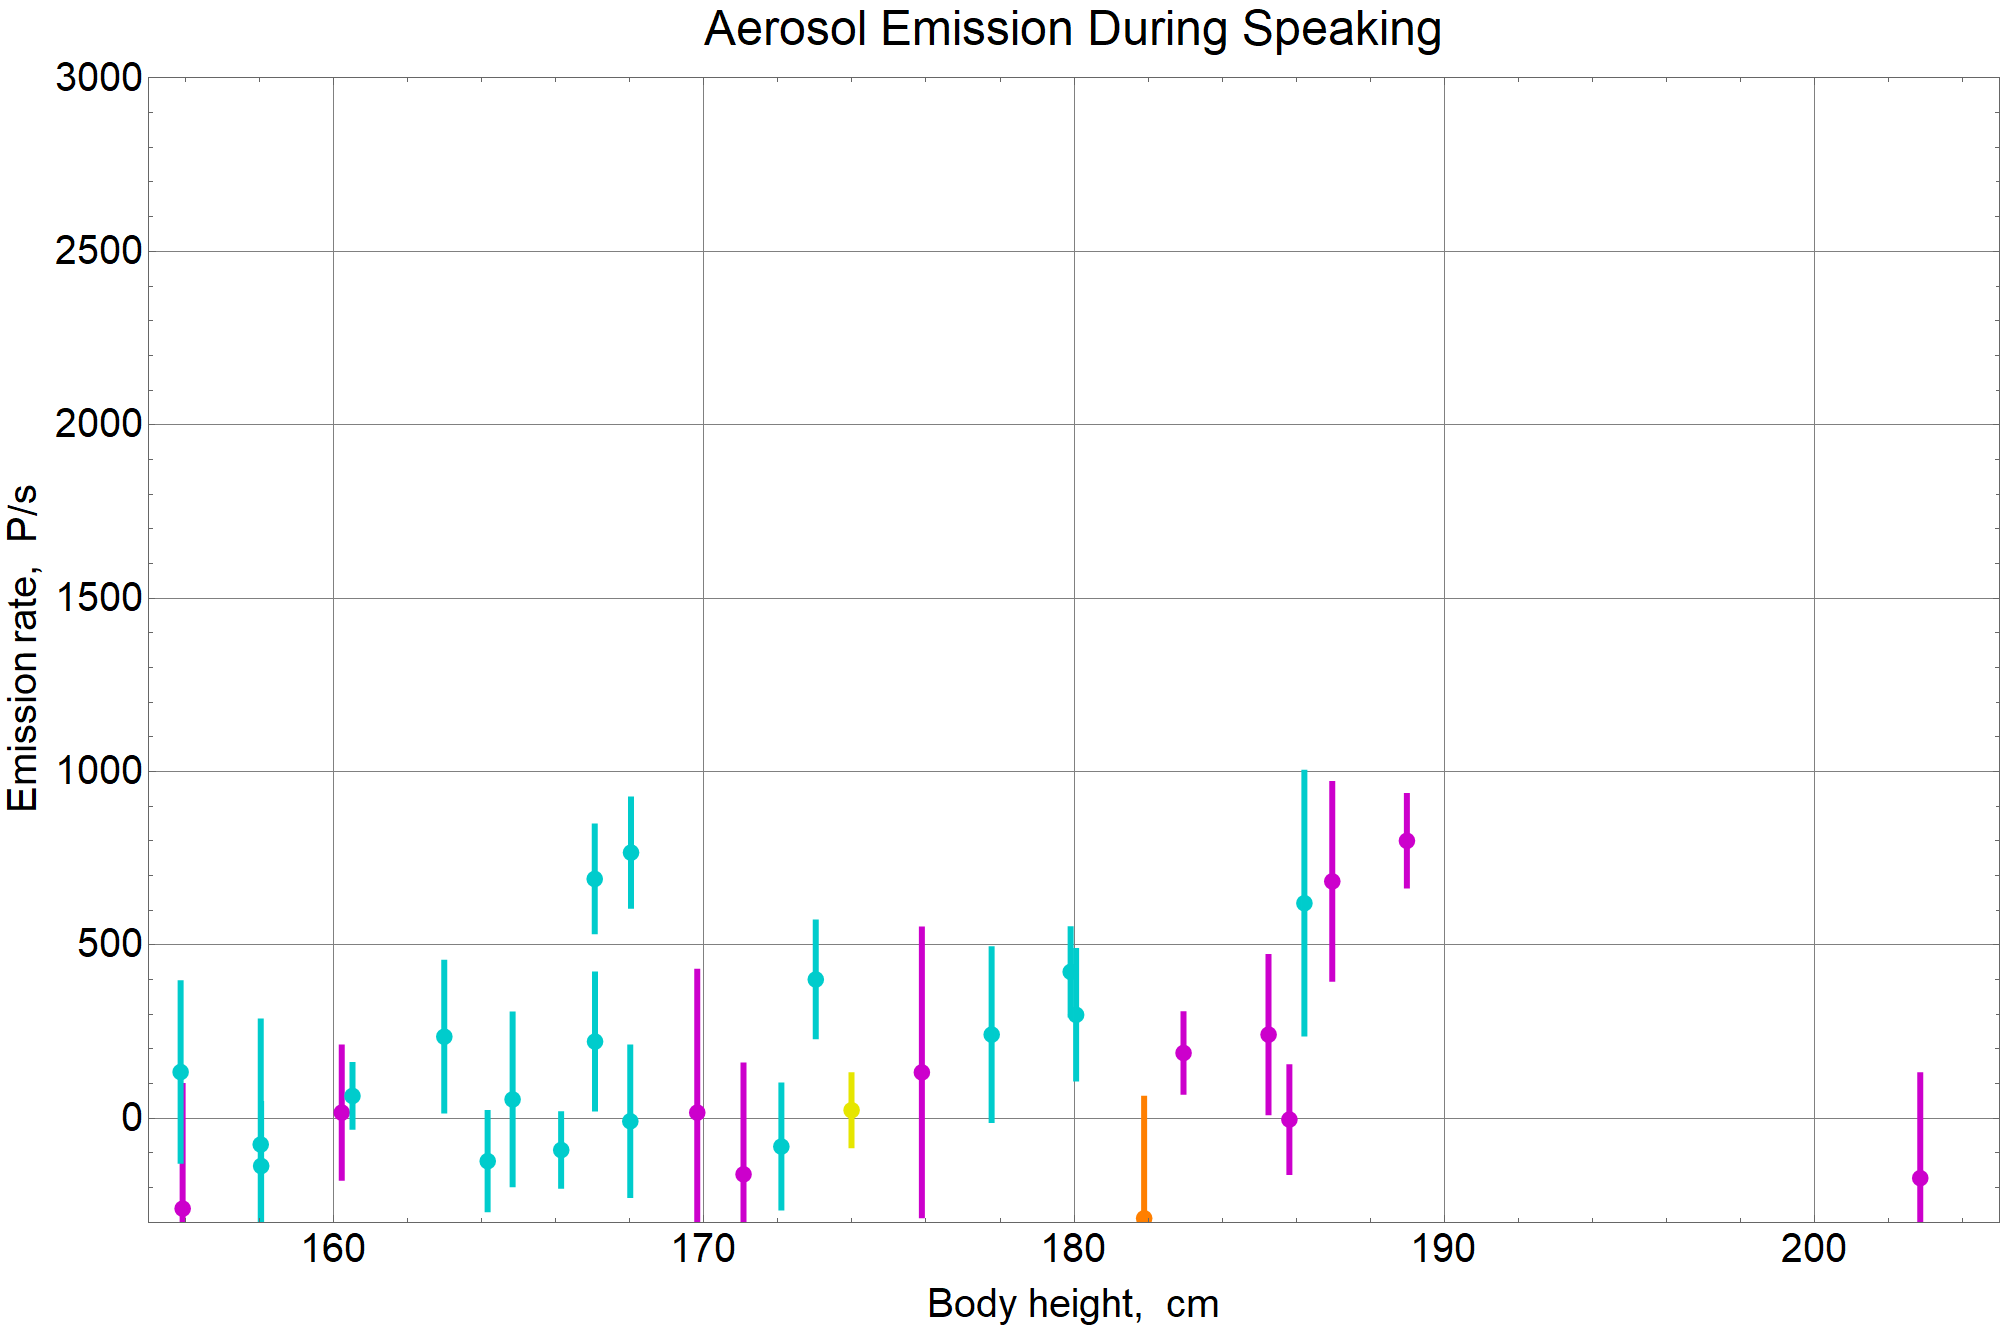 Aerosol Emission During Speaking
3000
2500
2000
1500
1000
500
0
Emission rate, P/s
160 170 180 190 200
Body height, cm